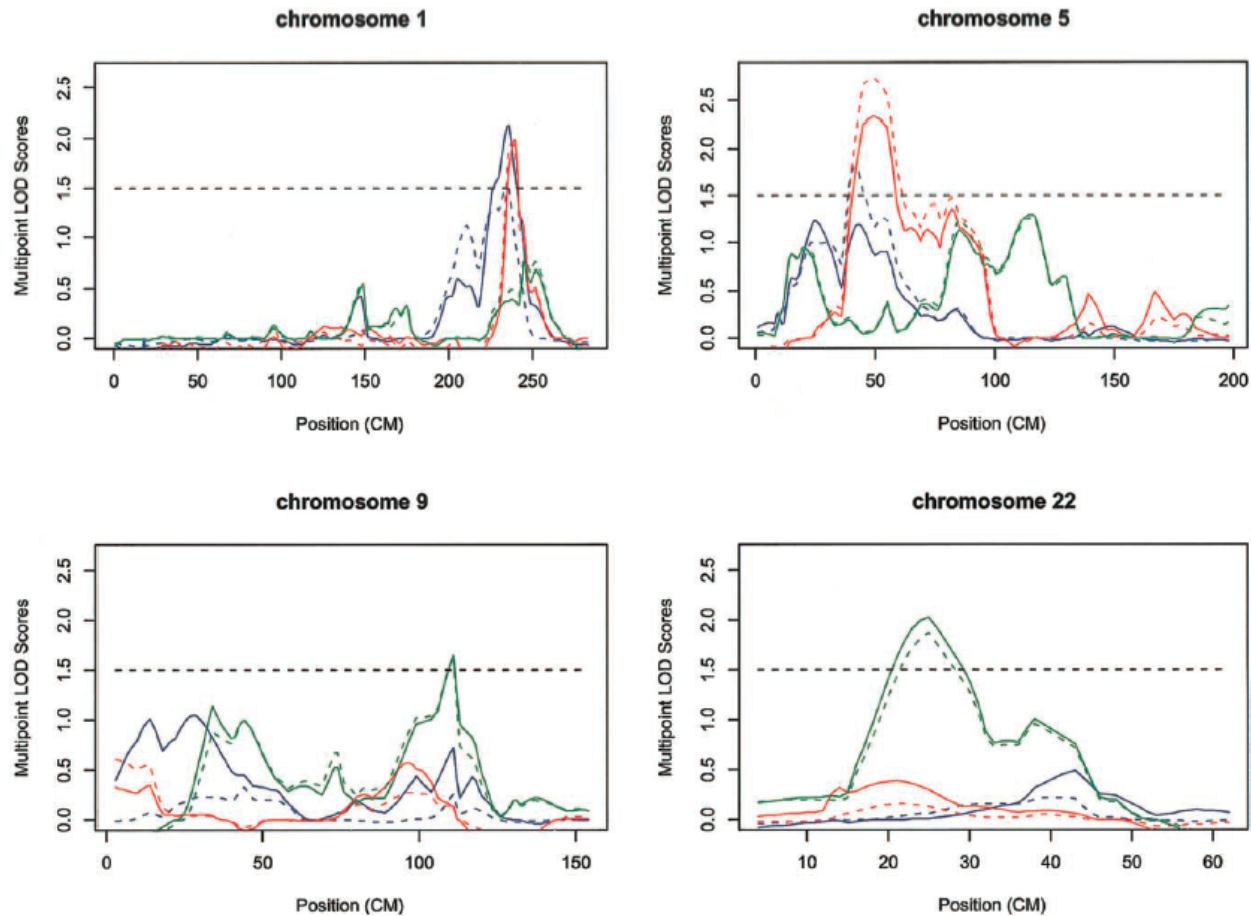 chromosome 1
Multipoint LOD Scores
0.0 0.5 1.0 1.5 2.0 2.5
0 50 100 150 200 250
Position (CM)
chromosome 5
Multipoint LOD Scores
0.0 0.5 1.0 1.5 2.0 2.5
0 50 100 150 200
Position (CM)
chromosome 9
Multipoint LOD Scores
0.0 0.5 1.0 1.5 2.0 2.5
0 50 100 150
Position (CM)
chromosome 22
Multipoint LOD Scores
0.0 0.5 1.0 1.5 2.0 2.5
10 20 30 40 50 60
Position (CM)